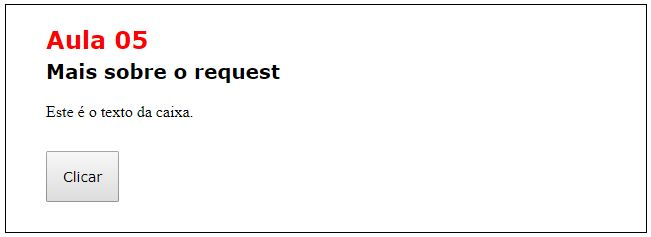 Aula 05
Mais sobre o request
Este é o texto da caixa.
Clicar